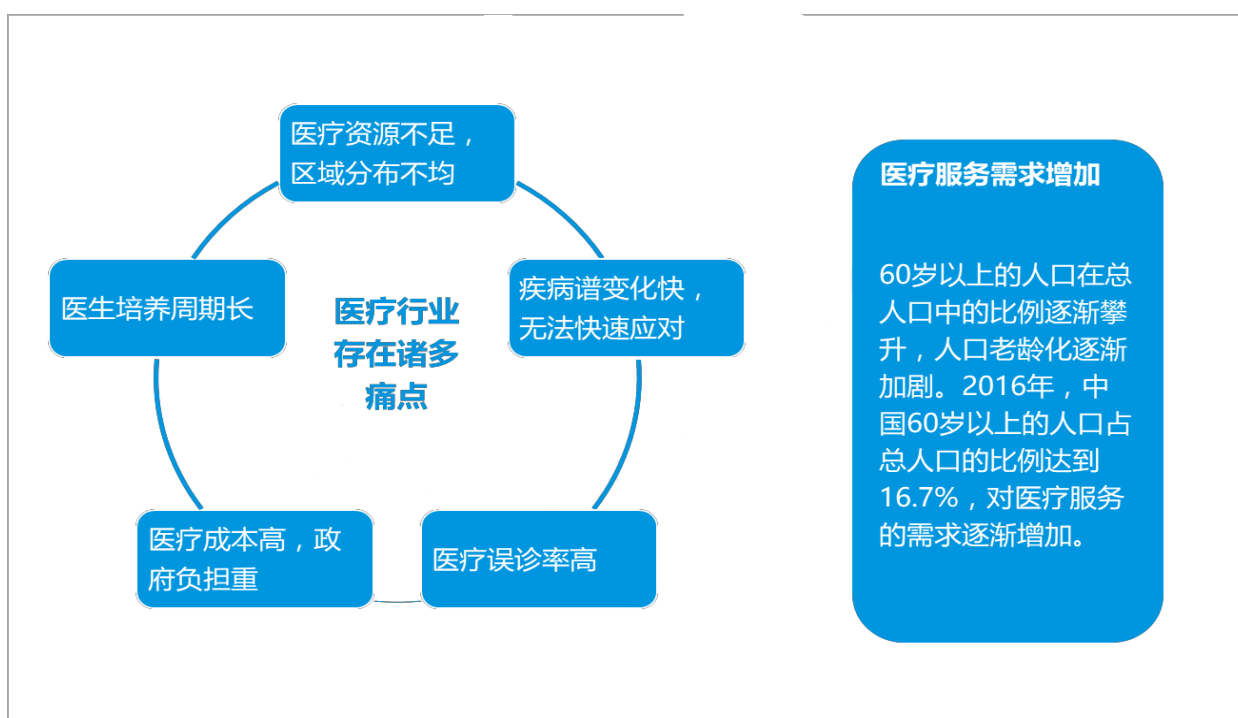 医疗资源不足，
区域分布不均
医生培养周期长
疾病谱变化快，
无法快速应对
医疗行业
存在诸多
痛点
医疗成本高，政
府负担重
医疗误诊率高
医疗服务需求增加
60岁以上的人口在总
人口中的比例逐渐攀
升，人口老龄化逐渐
加剧。2016年，中
国60岁以上的人口占
总人口的比例达到
16.7%，对医疗服务
的需求逐渐增加。